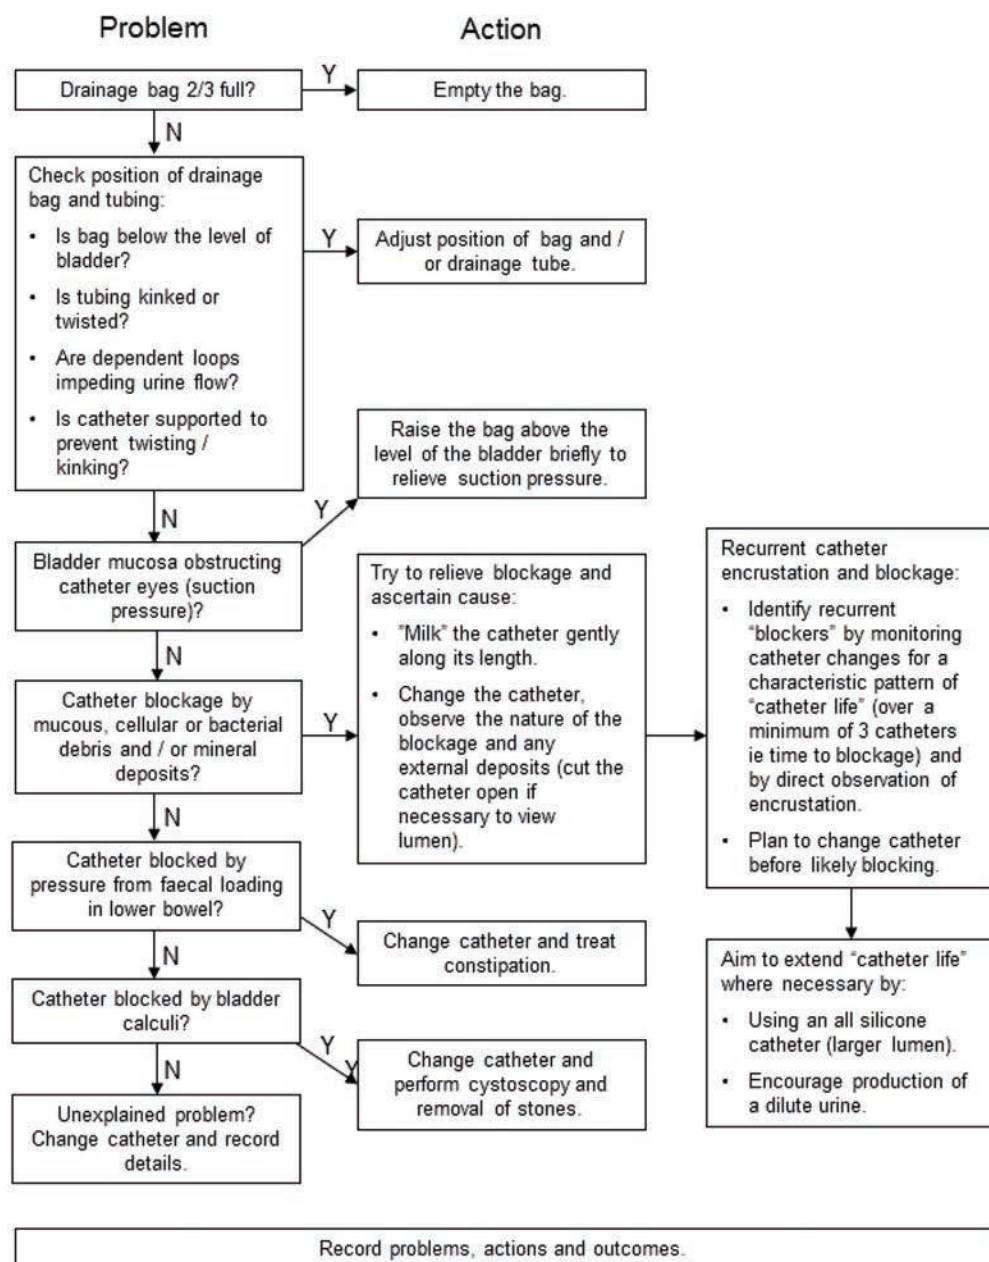 Problem
Action
Drainage bag 2/3 full?
Y
Empty the bag.
N
Check position of drainage
bag and tubing:
• Is bag below the level of
bladder?
• Is tubing kinked or
twisted?
• Are dependent loops
impeding urine flow?
• Is catheter supported to
prevent twisting /
kinking?
Y
Adjust position of bag and /
or drainage tube.
N
Bladder mucosa obstructing
catheter eyes (suction
pressure)?
Y
Raise the bag above the
level of the bladder briefly to
relieve suction pressure.
N
Catheter blockage by
mucous, cellular or bacterial
debris and / or mineral
deposits?
Y
Try to relieve blockage and
ascertain cause:
• "Milk" the catheter gently
along its length.
• Change the catheter,
observe the nature of the
blockage and any
external deposits (cut the
catheter open if
necessary to view
lumen).
Recurrent catheter
encrustation and blockage:
• Identify recurrent
"blockers" by monitoring
catheter changes for a
characteristic pattern of
"catheter life" (over a
minimum of 3 catheters
ie time to blockage) and
by direct observation of
encrustation.
• Plan to change catheter
before likely blocking.
Aim to extend "catheter life"
where necessary by:
• Using an all silicone
catheter (larger lumen).
• Encourage production of
a dilute urine.
N
Catheter blocked by
pressure from faecal loading
in lower bowel?
Y
Change catheter and treat
constipation.
N
Catheter blocked by bladder
calculi?
Y
Y
Change catheter and
perform cystoscopy and
removal of stones.
N
Unexplained problem?
Change catheter and record
details.
Record problems, actions and outcomes.